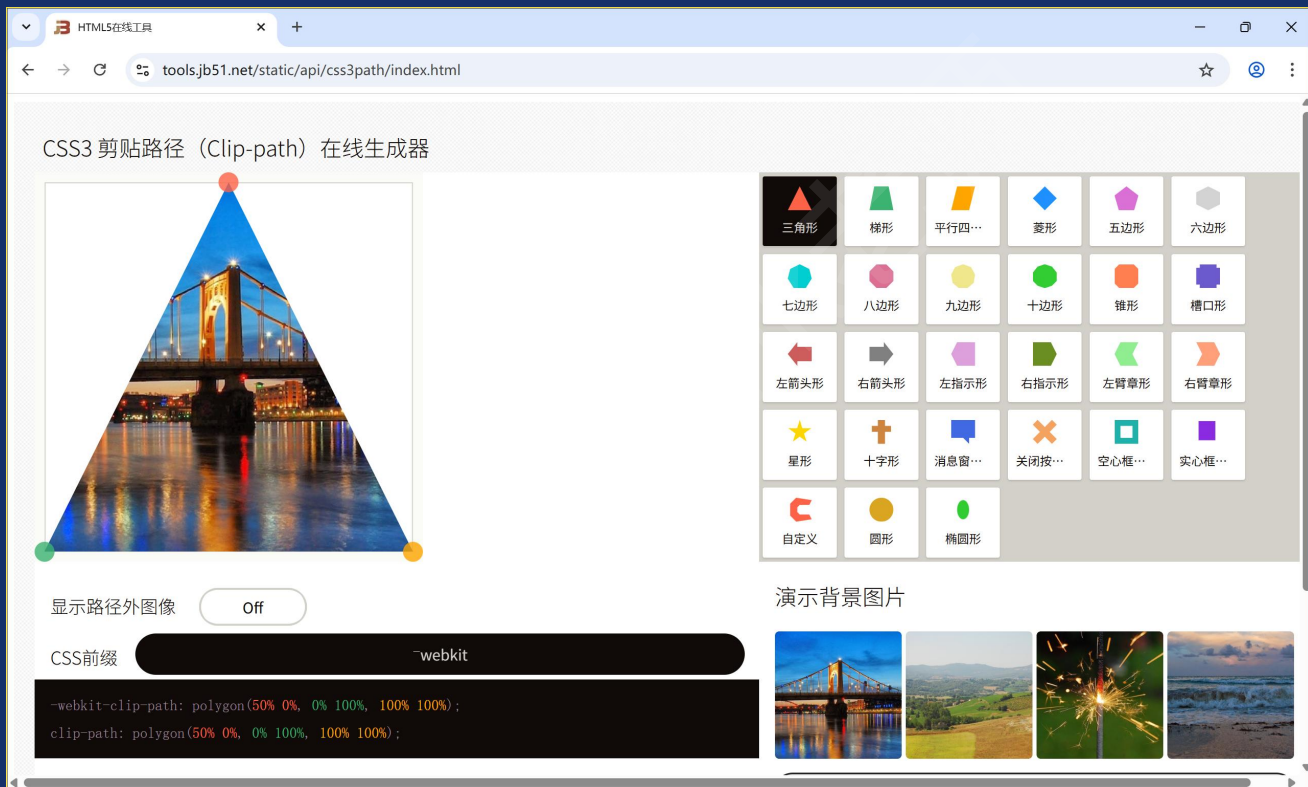 HTML5在线工具
tools.jb51.net/static/api/css3path/index.html
CSS3 剪贴路径（Clip-path）在线生成器
三角形
梯形
平行四…
菱形
五边形
六边形
七边形
八边形
九边形
十边形
锥形
槽口形
左箭头形
右箭头形
左指示形
右指示形
左臂章形
右臂章形
星形
十字形
消息窗…
关闭按…
空心框…
实心框…
自定义
圆形
椭圆形
显示路径外图像
Off
CSS前缀
-webkit
-webkit-clip-path: polygon(50% 0%, 0% 100%, 100% 100%);
clip-path: polygon(50% 0%, 0% 100%, 100% 100%);
演示背景图片